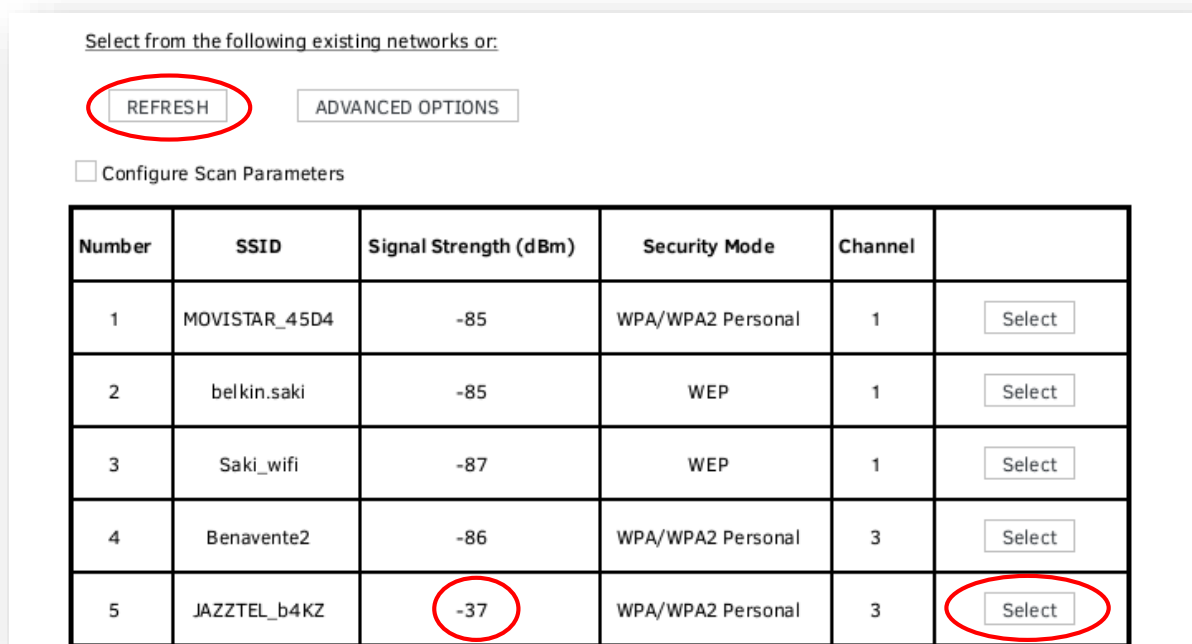 Select from the following existing networks or:
REFRESH ADVANCED OPTIONS
Configure Scan Parameters
Number SSID Signal Strength (dBm) Security Mode Channel
1 MOVISTAR_45D4 -85 WPA/WPA2 Personal 1 Select
2 belkin.saki -85 WEP 1 Select
3 Saki_wifi -87 WEP 1 Select
4 Benavente2 -86 WPA/WPA2 Personal 3 Select
5 JAZZTEL_b4KZ -37 WPA/WPA2 Personal 3 Select